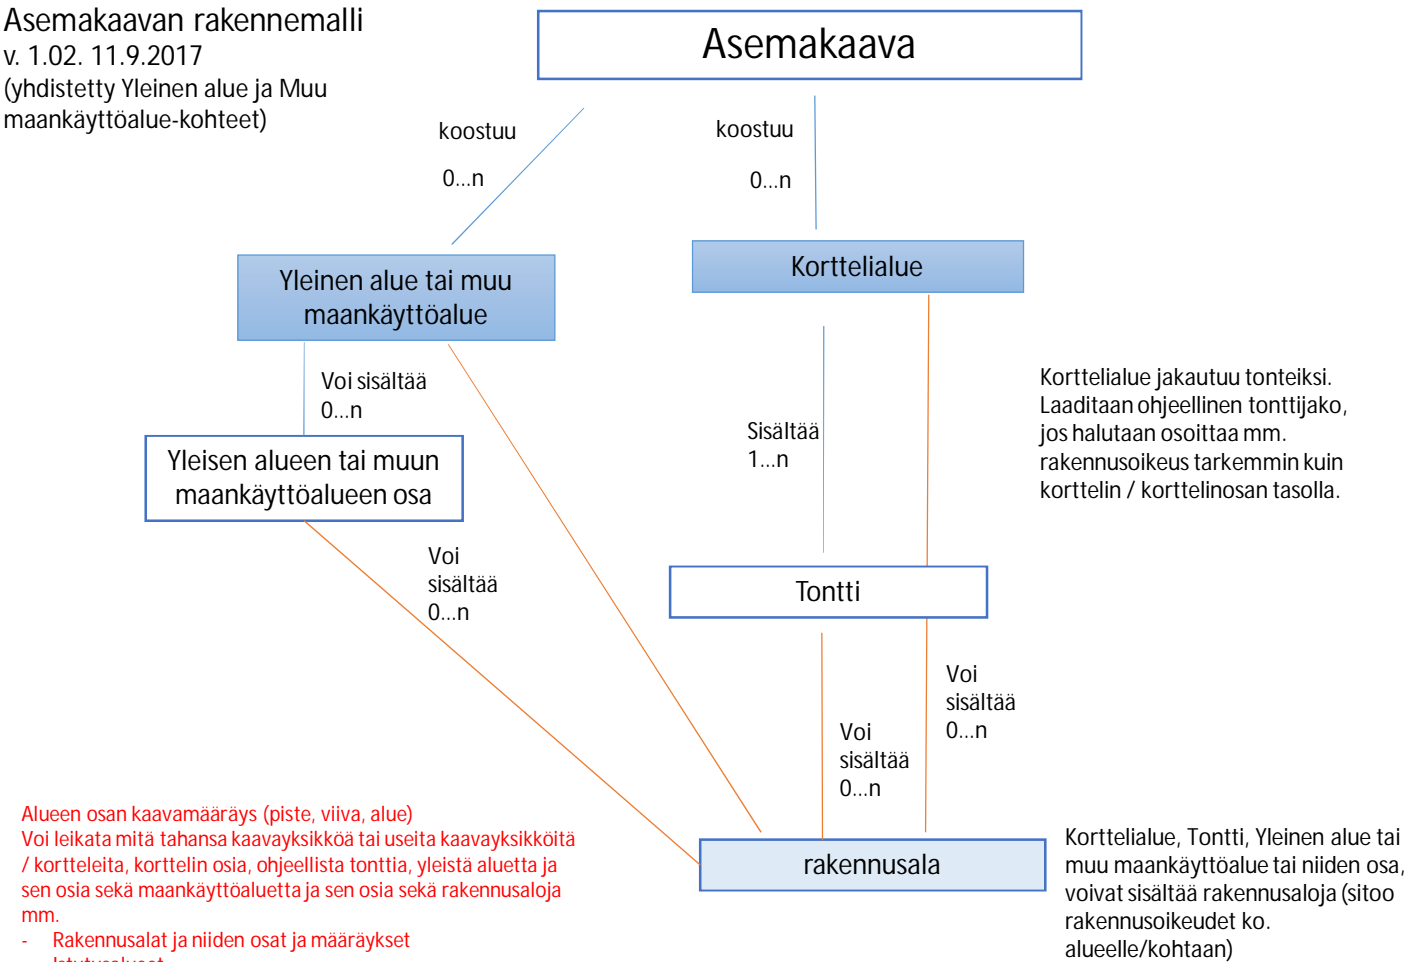 Asemakaavan rakennemalli
v. 1.02. 11.9.2017
(yhdistetty Yleinen alue ja Muu
maankäyttöalue-kohteet)
Asemakaava
koostuu
0...n
koostuu
0...n
Yleinen alue tai muu
maankäyttöalue
Korttelialue
Voi sisältää
0...n
Korttelialue jakautuu tonteiksi.
Laaditaan ohjeellinen tonttijako,
jos halutaan osoittaa mm.
rakennusoikeus tarkemmin kuin
korttelin / korttelinosan tasolla.
Sisältää
1...n
Yleisen alueen tai muun
maankäyttöalueen osa
Voi
sisältää
0...n
Tontti
Voi
sisältää
0...n
Voi
sisältää
0...n
Alueen osan kaavamääräys (piste, viiva, alue)
Voi leikata mitä tahansa kaavayksikköä tai useita kaavayksiköitä
/ kortteleita, korttelin osia, ohjeellista tonttia, yleistä aluetta ja
sen osia sekä maankäyttöaluetta ja sen osia sekä rakennusaloja
mm.
- Rakennusalat ja niiden osat ja määräykset
rakennusala
Korttelialue, Tontti, Yleinen alue tai
muu maankäyttöalue tai niiden osa,
voivat sisältää rakennusaloja (sitoo
rakennusoikeudet ko.
alueelle/kohtaan)